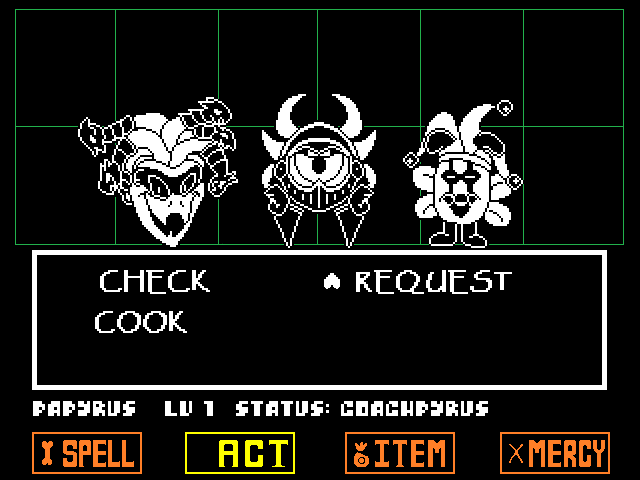 CHECK REQUEST
COOK
PAPYRUS LV 1 STATUS: COACHPYRUS
SPELL ACT ITEM MERCY